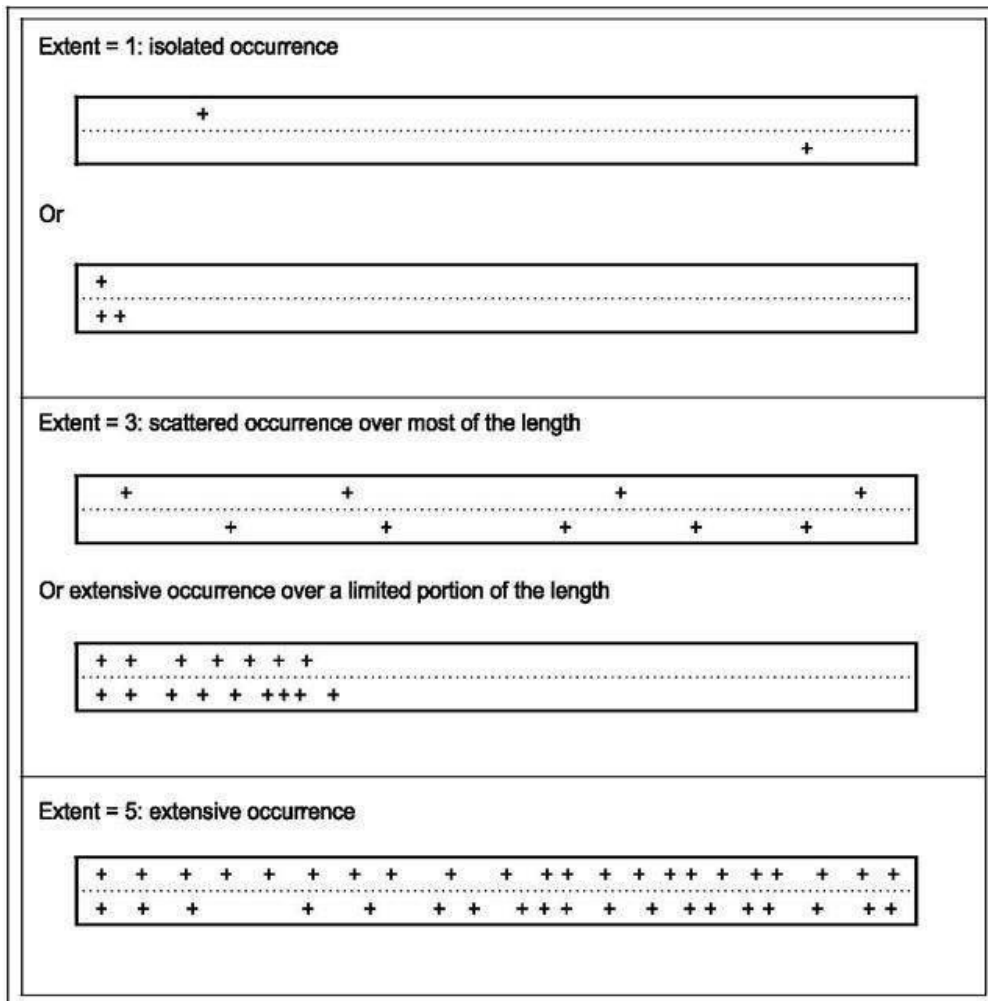 Extent = 1: isolated occurrence
Or
Extent = 3: scattered occurrence over most of the length
Or extensive occurrence over a limited portion of the length
Extent = 5: extensive occurrence